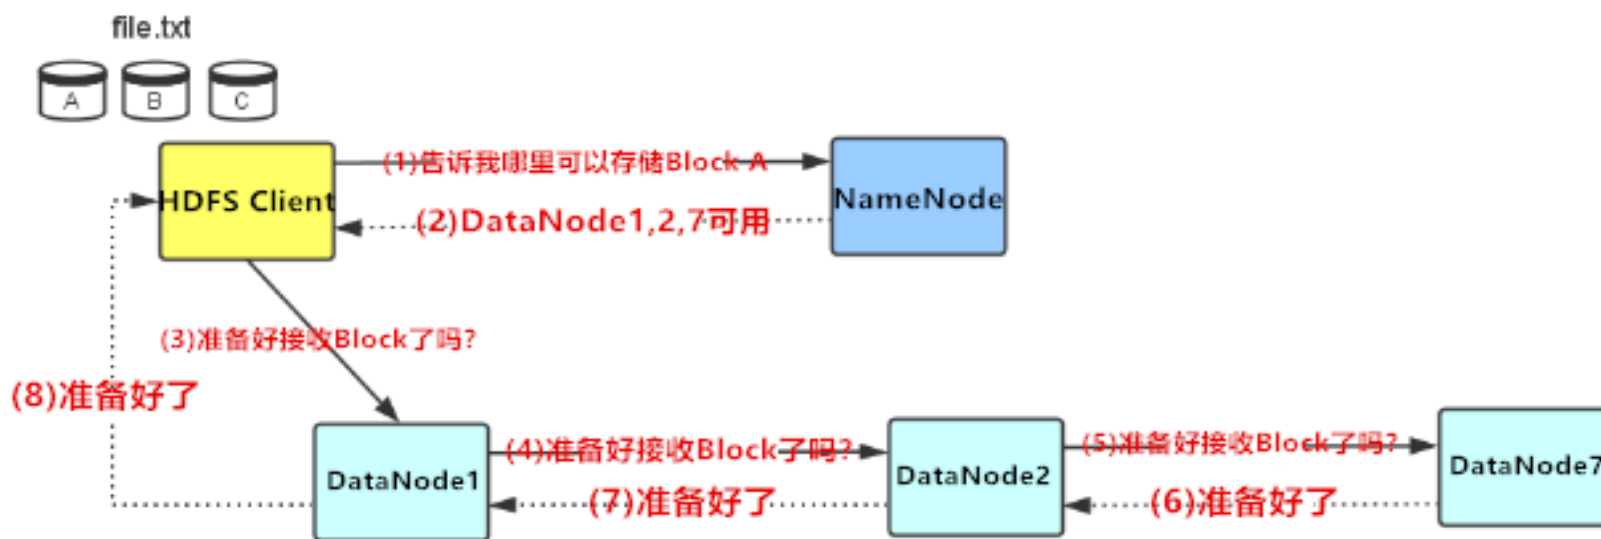 file.txt
A B C
(1)告诉我哪里可以存储Block A
HDFS Client
NameNode
(2)DataNode1,2,7可用
(3)准备好接收Block了吗?
(8)准备好了
(4)准备好接收Block了吗?
(5)准备好接收Block了吗?
DataNode1
DataNode2
DataNode7
(7)准备好了
(6)准备好了